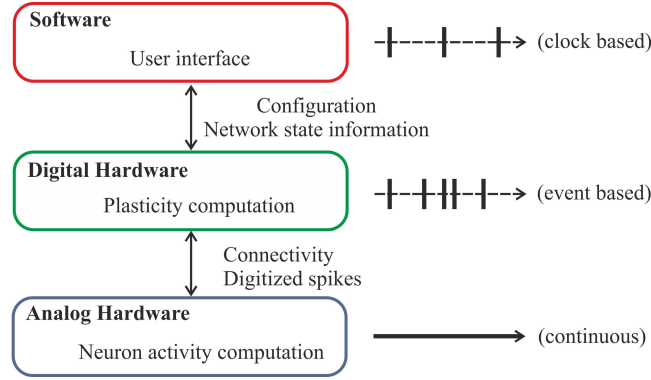 Software
User interface
(clock based)
Configuration
Network state information
Digital Hardware
Plasticity computation
(event based)
Connectivity
Digitized spikes
Analog Hardware
Neuron activity computation
(continuous)